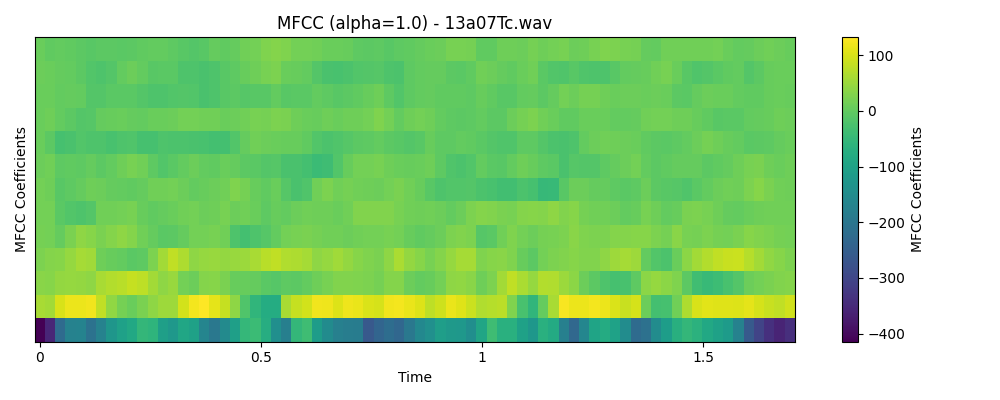 MFCC (alpha=1.0) - 13a07Tc.wav
MFCC Coefficients
0
0.5
1
1.5
Time
100
0
−100
−200
−300
−400
MFCC Coefficients